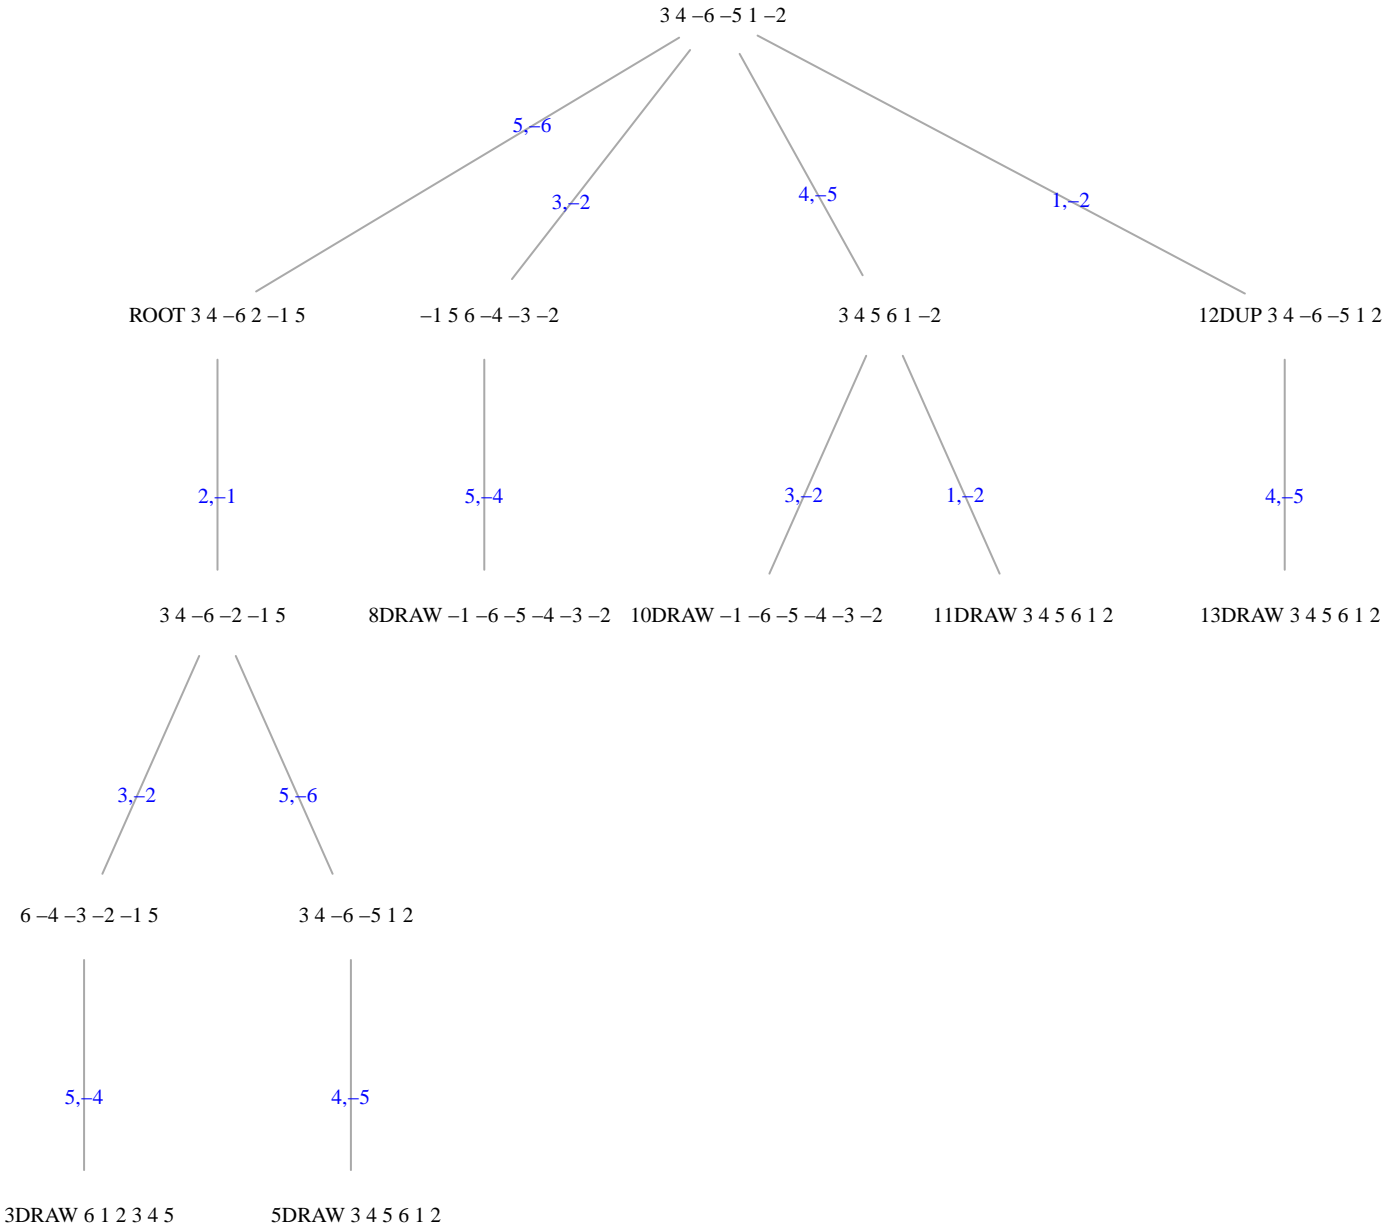 3 4 –6 –5 1 –2
5,–6
3,–2
4,–5
1,–2
ROOT 3 4 –6 2 –1 5
–1 5 6 –4 –3 –2
3 4 5 6 1 –2
12DUP 3 4 –6 –5 1 2
2,–1
5,–4
3,–2
1,–2
4,–5
3 4 –6 –2 –1 5
8DRAW –1 –6 –5 –4 –3 –2
10DRAW –1 –6 –5 –4 –3 –2
11DRAW 3 4 5 6 1 2
13DRAW 3 4 5 6 1 2
3,–2
5,–6
6 –4 –3 –2 –1 5
3 4 –6 –5 1 2
5,–4
4,–5
3DRAW 6 1 2 3 4 5
5DRAW 3 4 5 6 1 2